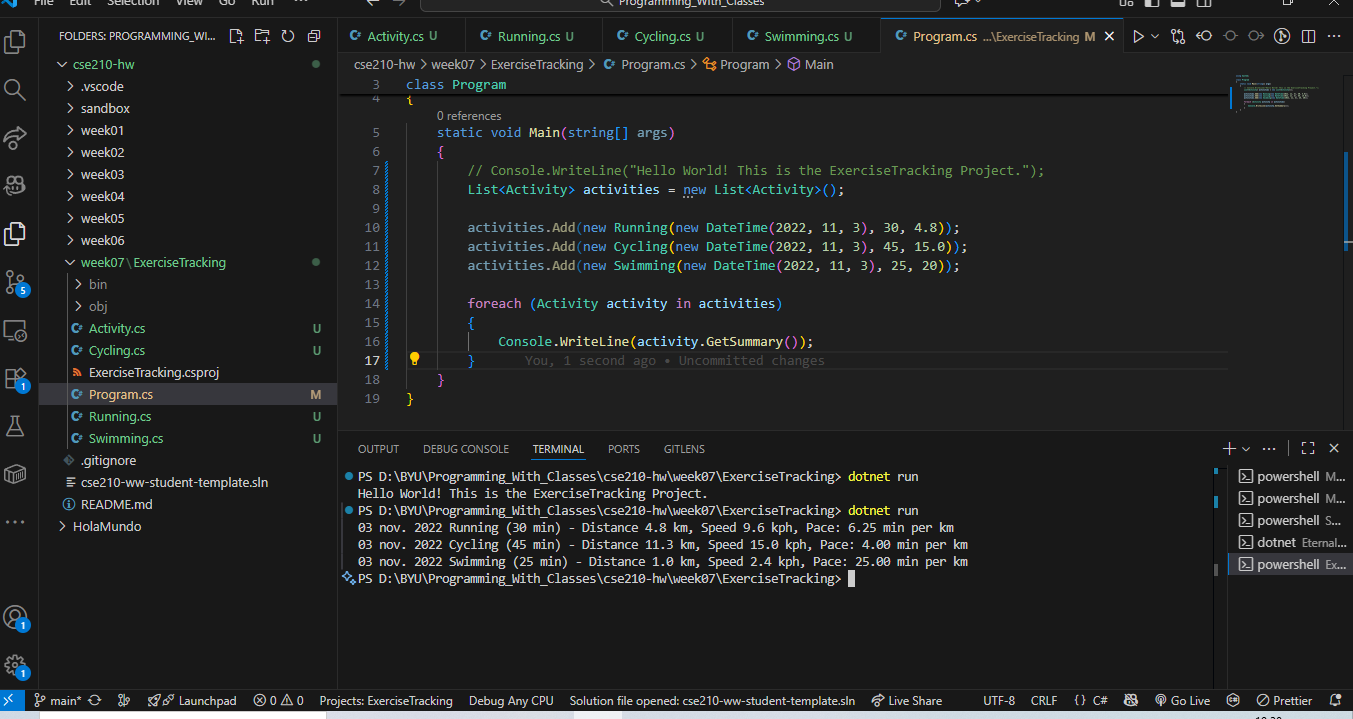 File Edit Selection View Go Run ... Programming_With_Classes
FOLDERS: PROGRAMMING_WI...
cse210-hw
.vscode
sandbox
week01
week02
week03
week04
week05
week06
week07\ExerciseTracking
bin
obj
Activity.cs U
Cycling.cs U
ExerciseTracking.csproj
Program.cs M
Running.cs U
Swimming.cs U
.gitignore
cse210-ww-student-template.sln
README.md
HolaMundo
5
1
1
1
Activity.cs U Running.cs U Cycling.cs U Swimming.cs U Program.cs ...\ExerciseTracking M
cse210-hw > week07 > ExerciseTracking > Program.cs > Program > Main
3 class Program
4 {
0 references
5 static void Main(string[] args)
6 {
7 // Console.WriteLine("Hello World! This is the ExerciseTracking Project.");
8 List<Activity> activities = new List<Activity>();
9
10 activities.Add(new Running(new DateTime(2022, 11, 3), 30, 4.8));
11 activities.Add(new Cycling(new DateTime(2022, 11, 3), 45, 15.0));
12 activities.Add(new Swimming(new DateTime(2022, 11, 3), 25, 20));
13
14 foreach (Activity activity in activities)
15 {
16 Console.WriteLine(activity.GetSummary());
17 } You, 1 second ago • Uncommitted changes
18 }
19 }
OUTPUT DEBUG CONSOLE TERMINAL PORTS GITLENS
PS D:\BYU\Programming_With_Classes\cse210-hw\week07\ExerciseTracking> dotnet run
Hello World! This is the ExerciseTracking Project.
PS D:\BYU\Programming_With_Classes\cse210-hw\week07\ExerciseTracking> dotnet run
03 nov. 2022 Running (30 min) - Distance 4.8 km, Speed 9.6 kph, Pace: 6.25 min per km
03 nov. 2022 Cycling (45 min) - Distance 11.3 km, Speed 15.0 kph, Pace: 4.00 min per km
03 nov. 2022 Swimming (25 min) - Distance 1.0 km, Speed 2.4 kph, Pace: 25.00 min per km
PS D:\BYU\Programming_With_Classes\cse210-hw\week07\ExerciseTracking>
powershell M...
powershell M...
powershell S...
dotnet Eternal...
powershell Ex...
main* Launchpad 0 0 Projects: ExerciseTracking Debug Any CPU Solution file opened: cse210-ww-student-template.sln Live Share UTF-8 CRLF {} C# Go Live Prettier